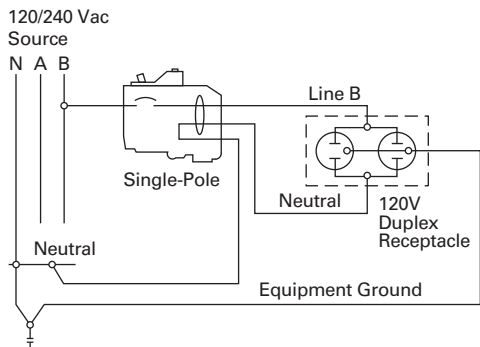 120/240 Vac
Source
N A B
Line B
Single-Pole
Neutral
120V
Duplex
Receptacle
Neutral
Equipment Ground